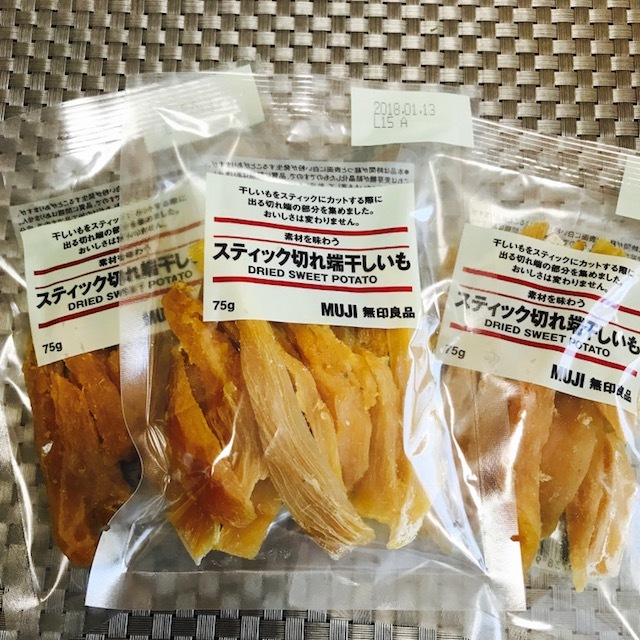 2018.01.13
L15 A
干しいもをスティックにカットする際に
出る切れ端の部分を集めました。
おいしさは変わりません。
素材を味わう
スティック切れ端干しいも
DRIED SWEET POTATO
75g
MUJI 無印良品
干しいもをスティック
出る切れ端の部分
おいしさは
素材を味わう
スティック切れ端干しいも
DRIED SWEET POTATO
75g
MUJI
干しいもをスティックにカットする際に
出る切れ端の部分を集めました。
おいしさは変わりません。
素材を味わう
スティック切れ端干しいも
DRIED SWEET POTATO
75g
MUJI 無印良品